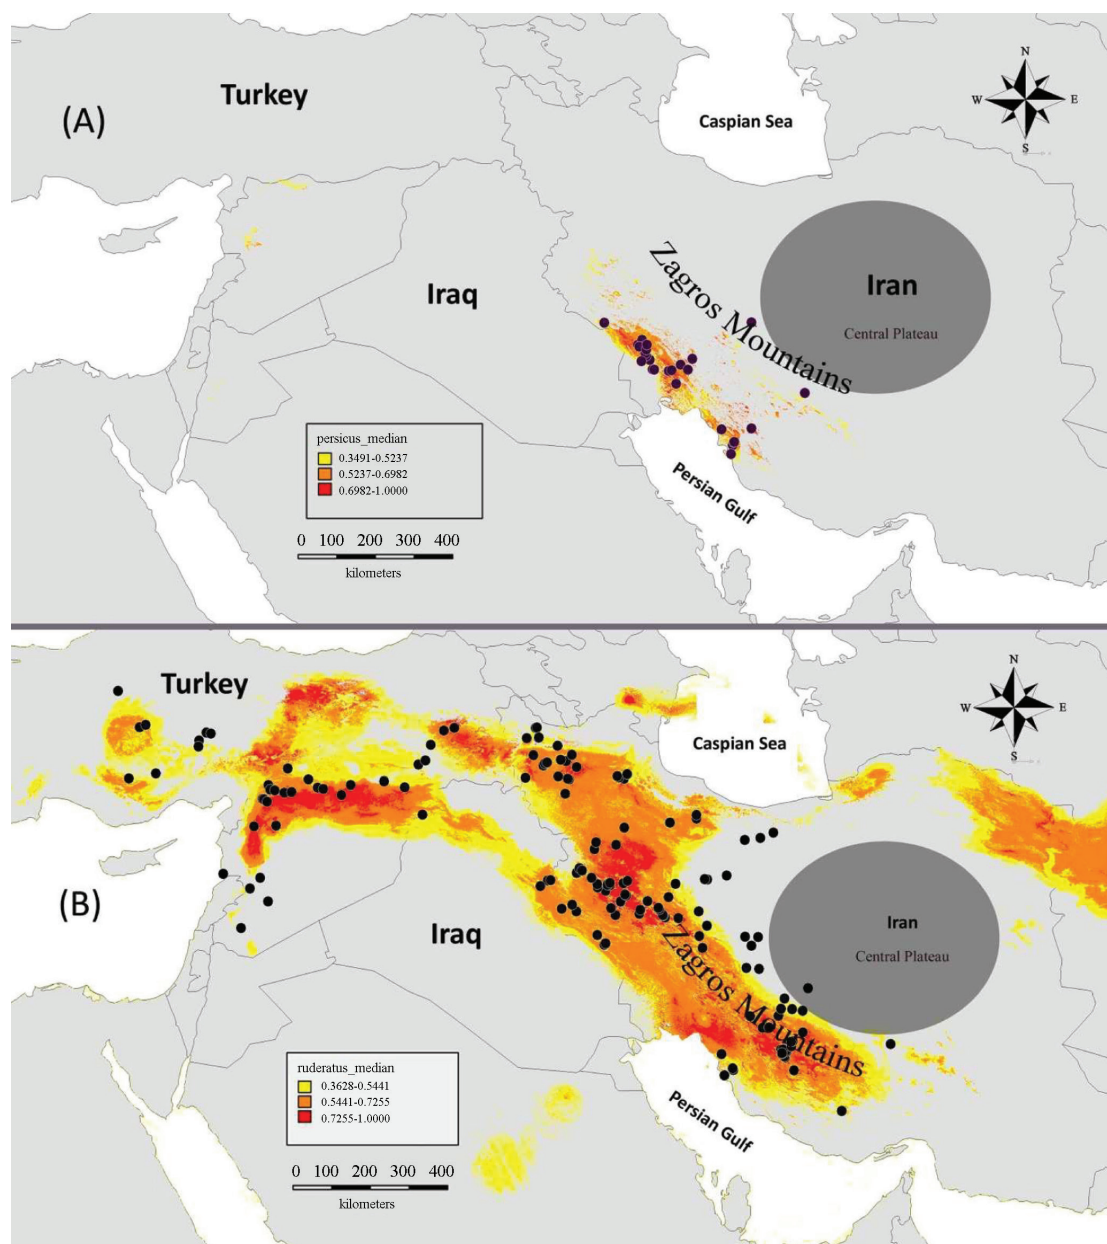 (A)
Turkey
Caspian Sea
N
W
E
S
Iraq
Zagros Mountains
Iran
Central Plateau
Persian Gulf
persicus_median
0.3491-0.5237
0.5237-0.6982
0.6982-1.0000
0 100 200 300 400
kilometers
Turkey
Caspian Sea
N
W
E
S
(B)
Iraq
Zagros Mountains
Iran
Central Plateau
Persian Gulf
ruderatus_median
0.3628-0.5441
0.5441-0.7255
0.7255-1.0000
0 100 200 300 400
kilometers